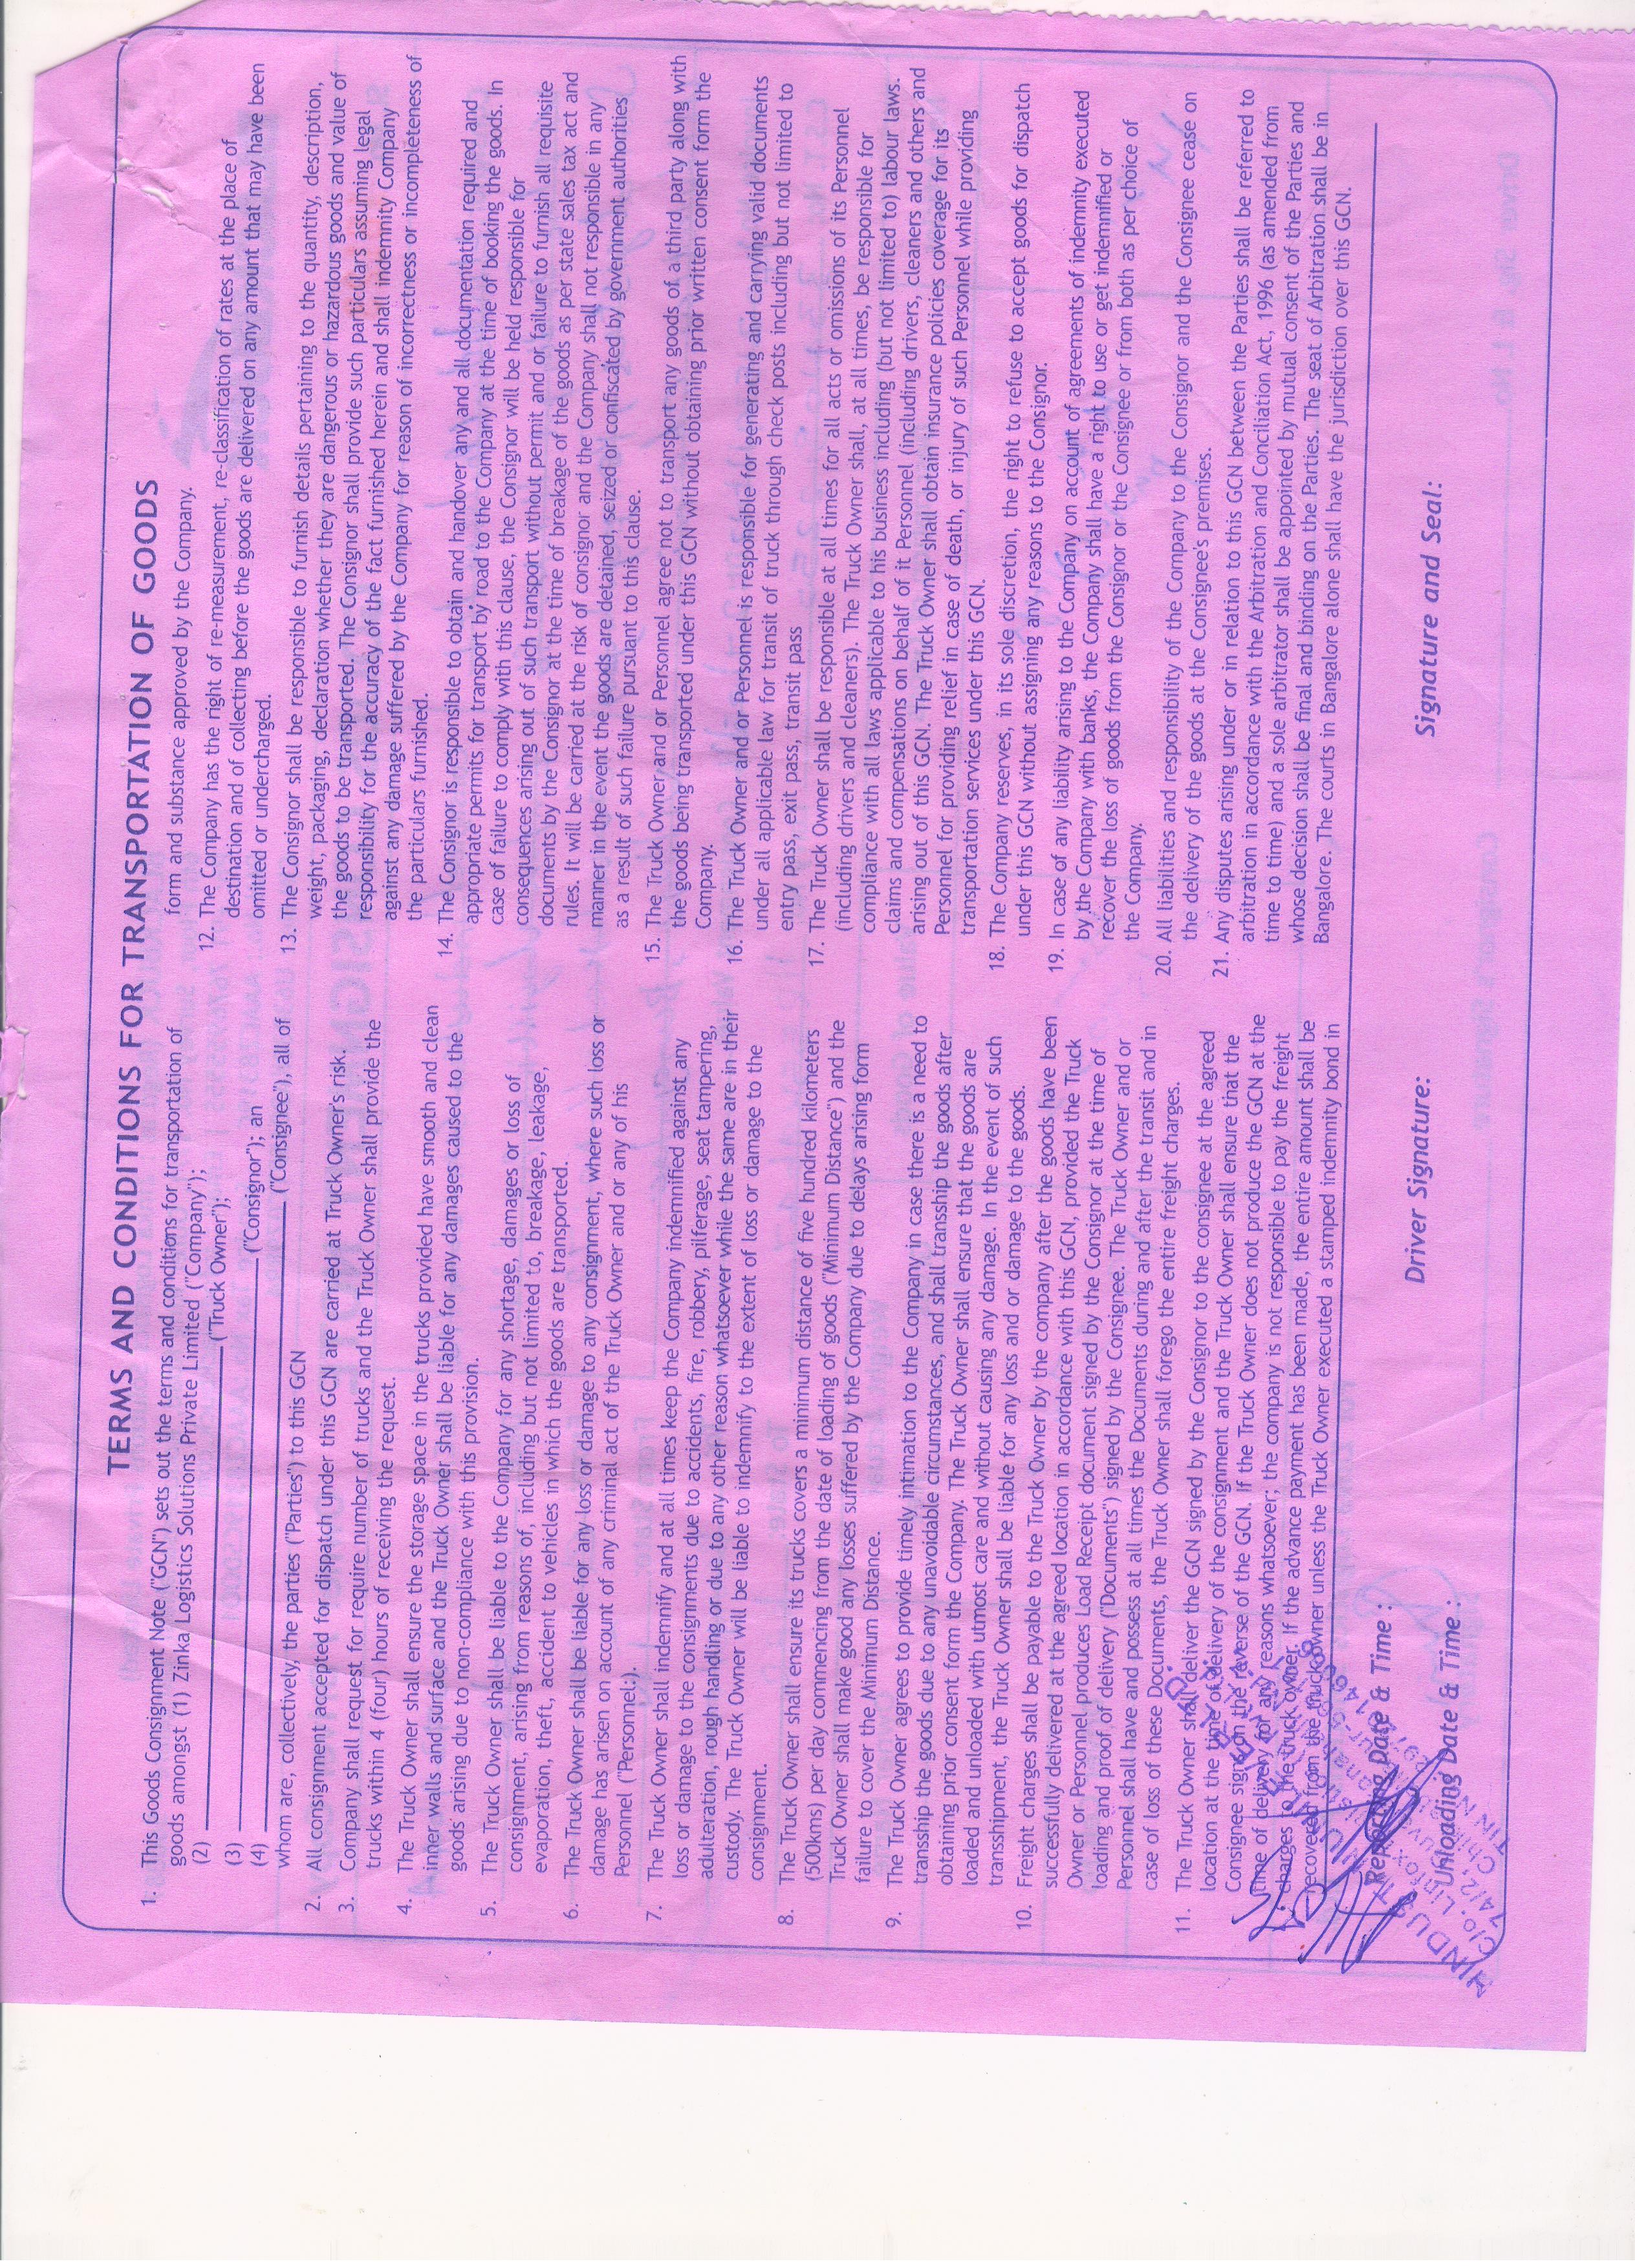 TERMS AND CONDITIONS FOR TRANSPORTATION OF GOODS
1. This Goods Consignment Note ("GCN") sets out the terms and conditions for transportation of
goods amongst (1) Zinka Logistics Solutions Private Limited ("Company");
(2) ("Truck Owner");
(3) ("Consignor"); an
(4) ("Consignee"), all of
whom are, collectively, the parties ("Parties") to this GCN
2. All consignment accepted for dispatch under this GCN are carried at Truck Owner's risk.
3. Company shall request for require number of trucks and the Truck Owner shall provide the
trucks within 4 (four) hours of receiving the request.
4. The Truck Owner shall ensure the storage space in the trucks provided have smooth and clean
inner walls and surface and the Truck Owner shall be liable for any damages caused to the
goods arising due to non-compliance with this provision.
5. The Truck Owner shall be liable to the Company for any shortage, damages or loss of
consignment, arising from reasons of, including but not limited to, breakage, leakage,
evaporation, theft, accident to vehicles in which the goods are transported.
6. The Truck Owner shall be liable for any loss or damage to any consignment, where such loss or
damage has arisen on account of any criminal act of the Truck Owner and or any of his
Personnel ("Personnel;).
7. The Truck Owner shall indemnify and at all times keep the Company indemnified against any
loss or damage to the consignments due to accidents, fire, robbery, pilferage, seat tampering,
adulteration, rough handling or due to any other reason whatsoever while the same are in their
custody. The Truck Owner will be liable to indemnify to the extent of loss or damage to the
consignment.
8. The Truck Owner shall ensure its trucks covers a minimum distance of five hundred kilometers
(500kms) per day commencing from the date of loading of goods ("Minimum Distance") and the
Truck Owner shall make good any losses suffered by the Company due to delays arising form
failure to cover the Minimum Distance.
9. The Truck Owner agrees to provide timely intimation to the Company in case there is a need to
transship the goods due to any unavoidable circumstances, and shall transship the goods after
obtaining prior consent form the Company. The Truck Owner shall ensure that the goods are
loaded and unloaded with utmost care and without causing any damage. In the event of such
transshipment, the Truck Owner shall be liable for any loss and or damage to the goods.
10. Freight charges shall be payable to the Truck Owner by the company after the goods have been
successfully delivered at the agreed location in accordance with this GCN, provided the Truck
Owner or Personnel produces Load Receipt document signed by the Consignor at the time of
loading and proof of delivery ("Documents") signed by the Consignee. The Truck Owner and or
Personnel shall have and possess at all times the Documents during and after the transit and in
case of loss of these Documents, the Truck Owner shall forego the entire freight charges.
11. The Truck Owner shall deliver the GCN signed by the Consignor to the consignee at the agreed
location at the time of delivery of the consignment and the Truck Owner shall ensure that the
Consignee signs on the reverse of the GCN. If the Truck Owner does not produce the GCN at the
time of delivery for any reasons whatsoever; the company is not responsible to pay the freight
charges to the Truck Owner. If the advance payment has been made, the entire amount shall be
recovered from the truck owner unless the Truck Owner executed a stamped indemnity bond in
form and substance approved by the Company.
12. The Company has the right of re-measurement, re-classification of rates at the place of
destination and of collecting before the goods are delivered on any amount that may have been
omitted or undercharged.
13. The Consignor shall be responsible to furnish details pertaining to the quantity, description,
weight, packaging, declaration whether they are dangerous or hazardous goods and value of
the goods to be transported. The Consignor shall provide such particulars assuming legal
responsibility for the accuracy, of the fact furnished herein and shall indemnity Company
against any damage suffered by the Company for reason of incorrectness or incompleteness of
the particulars furnished.
14. The Consignor is responsible to obtain and handover any and all documentation required and
appropriate permits for transport by road to the Company at the time of booking the goods. In
case of failure to comply with this clause, the Consignor will be held responsible for
consequences arising out of such transport without permit and or failure to furnish all requisite
documents by the Consignor at the time of breakage of the goods as per state sales tax act and
rules. It will be carried at the risk of consignor and the Company shall not responsible in any
manner in the event the goods are detained, seized or confiscated by government authorities
as a result of such failure pursuant to this clause.
15. The Truck Owner and or Personnel agree not to transport any goods of a third party along with
the goods being transported under this GCN without obtaining prior written consent form the
Company.
16. The Truck Owner and/or Personnel is responsible for generating and carrying valid documents
under all applicable law for transit of truck through check posts including but not limited to
entry pass, exit pass, transit pass
17. The Truck Owner shall be responsible at all times for all acts or omissions of its Personnel
(including drivers and cleaners). The Truck Owner shall, at all times, be responsible for
compliance with all laws applicable to his business including (but not limited to) labour laws.
claims and compensations on behalf of it Personnel (including drivers, cleaners and others and
arising out of this GCN. The Truck Owner shall obtain insurance policies coverage for its
Personnel for providing relief in case of death, or injury of such Personnel while providing
transportation services under this GCN.
18. The Company reserves, in its sole discretion, the right to refuse to accept goods for dispatch
under this GCN without assigning any reasons to the Consignor.
19. In case of any liability arising to the Company on account of agreements of indemnity executed
by the Company with banks, the Company shall have a right to use or get indemnified or
recover the loss of goods from the Consignor or the Consignee or from both as per choice of
the Company.
20. All liabilities and responsibility of the Company to the Consignor and the Consignee cease on
the delivery of the goods at the Consignee's premises.
21. Any disputes arising under or in relation to this GCN between the Parties shall be referred to
arbitration in accordance with the Arbitration and Conciliation Act, 1996 (as amended from
time to time) and a sole arbitrator shall be appointed by mutual consent of the Parties and
whose decision shall be final and binding on the Parties. The seat of Arbitration shall be in
Bangalore. The courts in Bangalore alone shall have the jurisdiction over this GCN.
Reporting Date & Time :
Unloading Date & Time :
Driver Signature:
Signature and Seal: